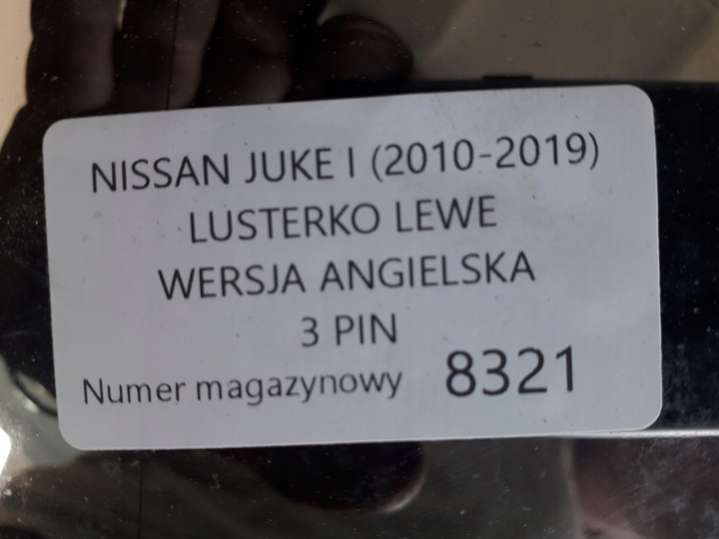 NISSAN JUKE I (2010-2019)
LUSTERKO LEWE
WERSJA ANGIELSKA
3 PIN
Numer magazynowy 8321